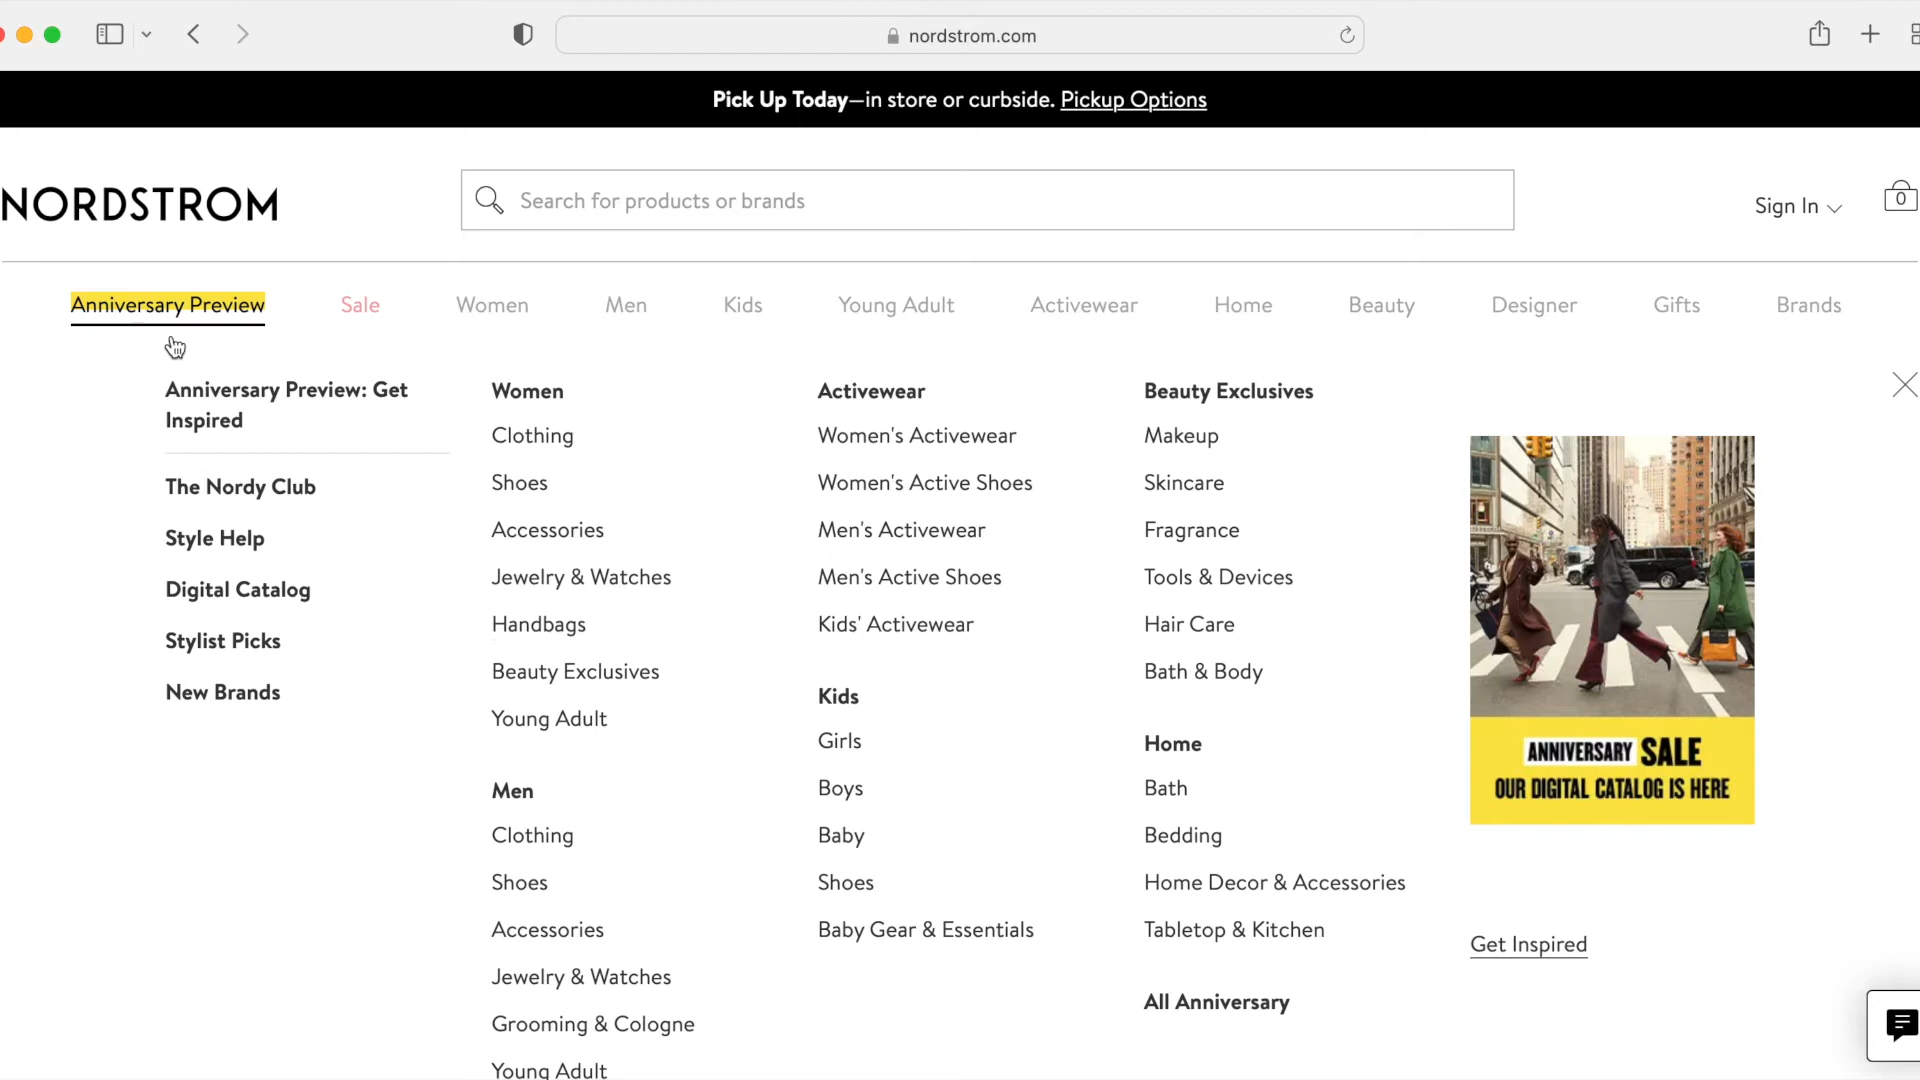 nordstrom.com
Pick Up Today—in store or curbside. Pickup Options
NORDSTROM
Search for products or brands
Sign In
0
Anniversary Preview
Sale
Women
Men
Kids
Young Adult
Activewear
Home
Beauty
Designer
Gifts
Brands
Anniversary Preview: Get
Inspired
The Nordy Club
Style Help
Digital Catalog
Stylist Picks
New Brands
Women
Clothing
Shoes
Accessories
Jewelry & Watches
Handbags
Beauty Exclusives
Young Adult
Men
Clothing
Shoes
Accessories
Jewelry & Watches
Grooming & Cologne
Young Adult
Activewear
Women's Activewear
Women's Active Shoes
Men's Activewear
Men's Active Shoes
Kids' Activewear
Kids
Girls
Boys
Baby
Shoes
Baby Gear & Essentials
Beauty Exclusives
Makeup
Skincare
Fragrance
Tools & Devices
Hair Care
Bath & Body
Home
Bath
Bedding
Home Decor & Accessories
Tabletop & Kitchen
All Anniversary
ANNIVERSARY SALE
OUR DIGITAL CATALOG IS HERE
Get Inspired